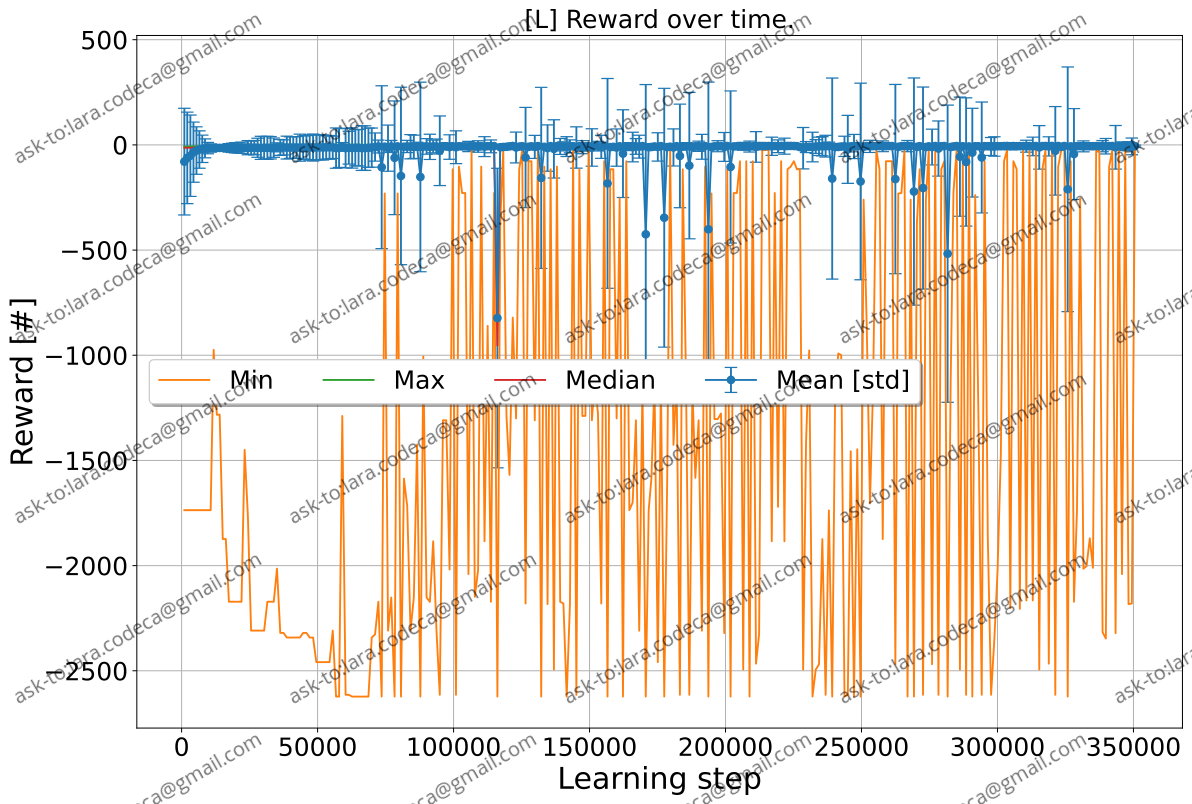 [L] Reward over time.
500
0
−500
−1000
−1500
−2000
−2500
Reward [#]
Min Max Median Mean [std]
0 50000 100000 150000 200000 250000 300000 350000
Learning step
ask-to:lara.codeca@gmail.com